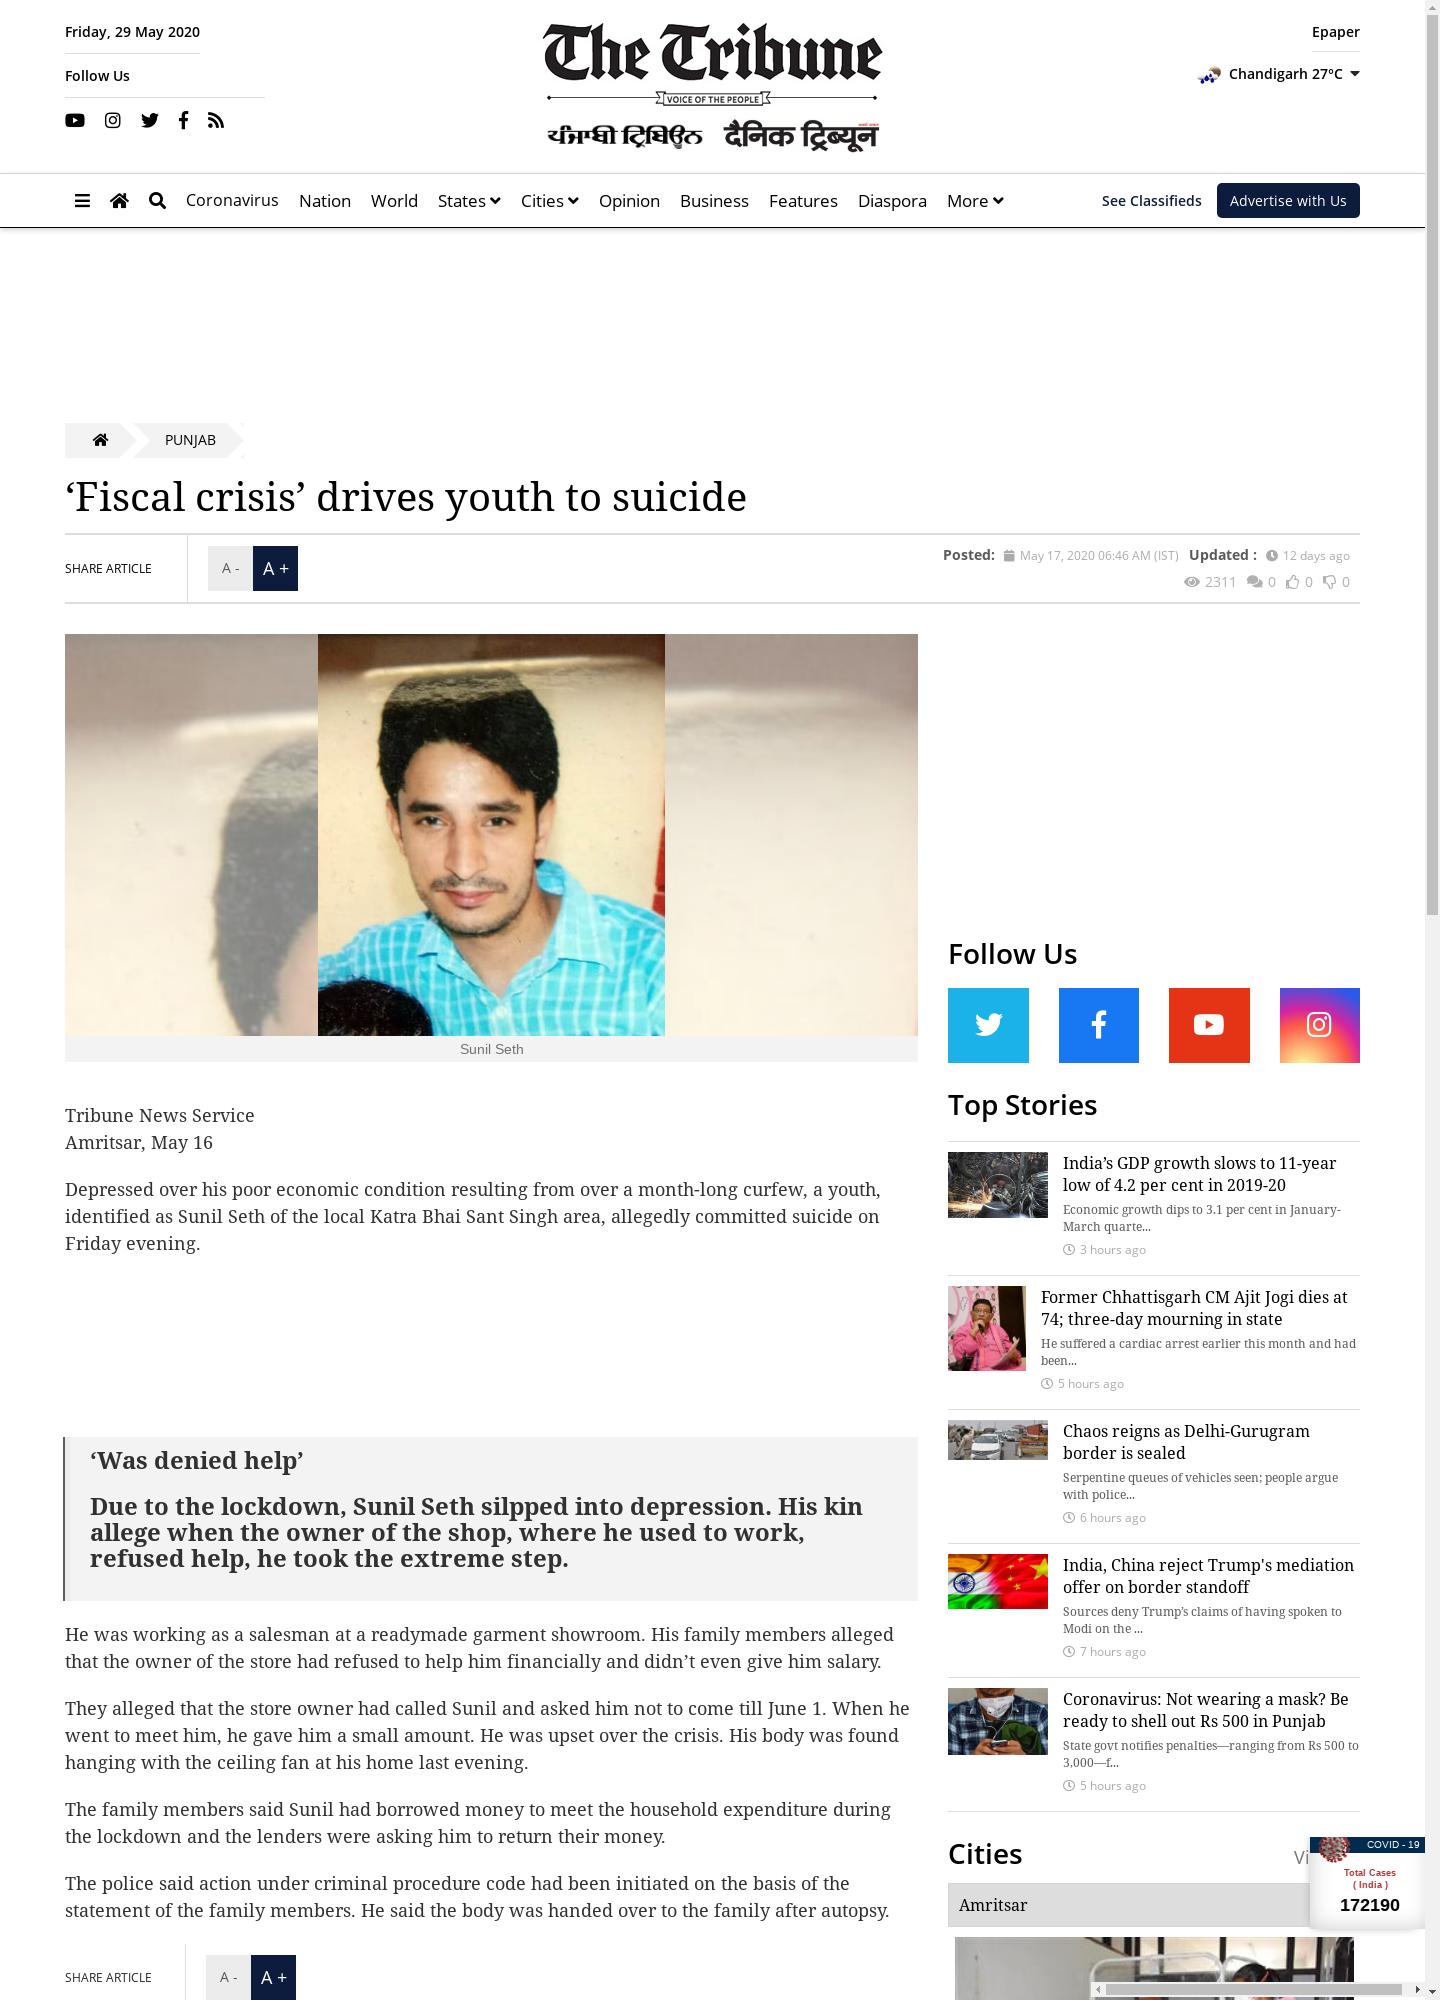 Friday, 29 May 2020
Follow Us
The Tribune
VOICE OF THE PEOPLE
ਪੰਜਾਬੀ ਟ੍ਰਿਬਿਊਨ दैनिक ट्रिब्यून
Epaper
Chandigarh 27°C
Coronavirus Nation World States Cities Opinion Business Features Diaspora More See Classifieds Advertise with Us
PUNJAB
‘Fiscal crisis’ drives youth to suicide
SHARE ARTICLE A - A +
Posted: May 17, 2020 06:46 AM (IST) Updated : 12 days ago
2311 0 0 0
Sunil Seth
Tribune News Service
Amritsar, May 16
Depressed over his poor economic condition resulting from over a month-long curfew, a youth,
identified as Sunil Seth of the local Katra Bhai Sant Singh area, allegedly committed suicide on
Friday evening.
‘Was denied help’
Due to the lockdown, Sunil Seth silpped into depression. His kin
allege when the owner of the shop, where he used to work,
refused help, he took the extreme step.
He was working as a salesman at a readymade garment showroom. His family members alleged
that the owner of the store had refused to help him financially and didn’t even give him salary.
They alleged that the store owner had called Sunil and asked him not to come till June 1. When he
went to meet him, he gave him a small amount. He was upset over the crisis. His body was found
hanging with the ceiling fan at his home last evening.
The family members said Sunil had borrowed money to meet the household expenditure during
the lockdown and the lenders were asking him to return their money.
The police said action under criminal procedure code had been initiated on the basis of the
statement of the family members. He said the body was handed over to the family after autopsy.
SHARE ARTICLE A - A +
Follow Us
Top Stories
India’s GDP growth slows to 11-year
low of 4.2 per cent in 2019-20
Economic growth dips to 3.1 per cent in January-
March quarte...
3 hours ago
Former Chhattisgarh CM Ajit Jogi dies at
74; three-day mourning in state
He suffered a cardiac arrest earlier this month and had
been...
5 hours ago
Chaos reigns as Delhi-Gurugram
border is sealed
Serpentine queues of vehicles seen; people argue
with police...
6 hours ago
India, China reject Trump's mediation
offer on border standoff
Sources deny Trump’s claims of having spoken to
Modi on the ...
7 hours ago
Coronavirus: Not wearing a mask? Be
ready to shell out Rs 500 in Punjab
State govt notifies penalties—ranging from Rs 500 to
3,000—f...
5 hours ago
Cities
Amritsar
COVID - 19
Total Cases
( India )
172190